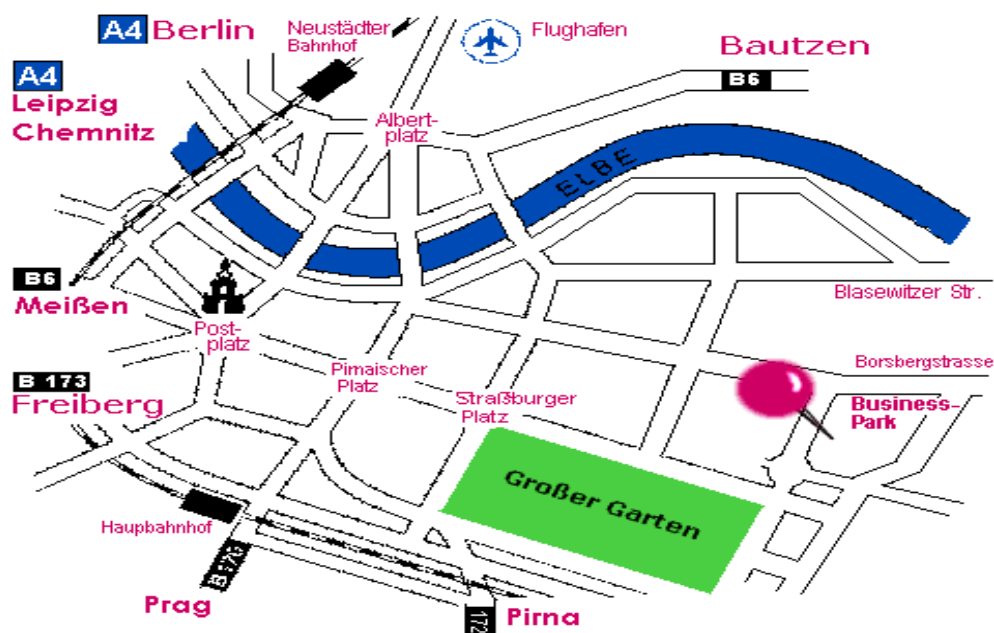 A4 Berlin
Neustädter
Bahnhof
Flughafen
Bautzen
B6
A4
Leipzig
Chemnitz
Albert-
platz
ELBE
B6
Meißen
Blasewitzer Str.
Post-
platz
Pirnaischer
Platz
Borsbergstrasse
B 173
Freiberg
Straßburger
Platz
Business-
Park
Großer Garten
Haupbahnhof
Prag
172
Pirna